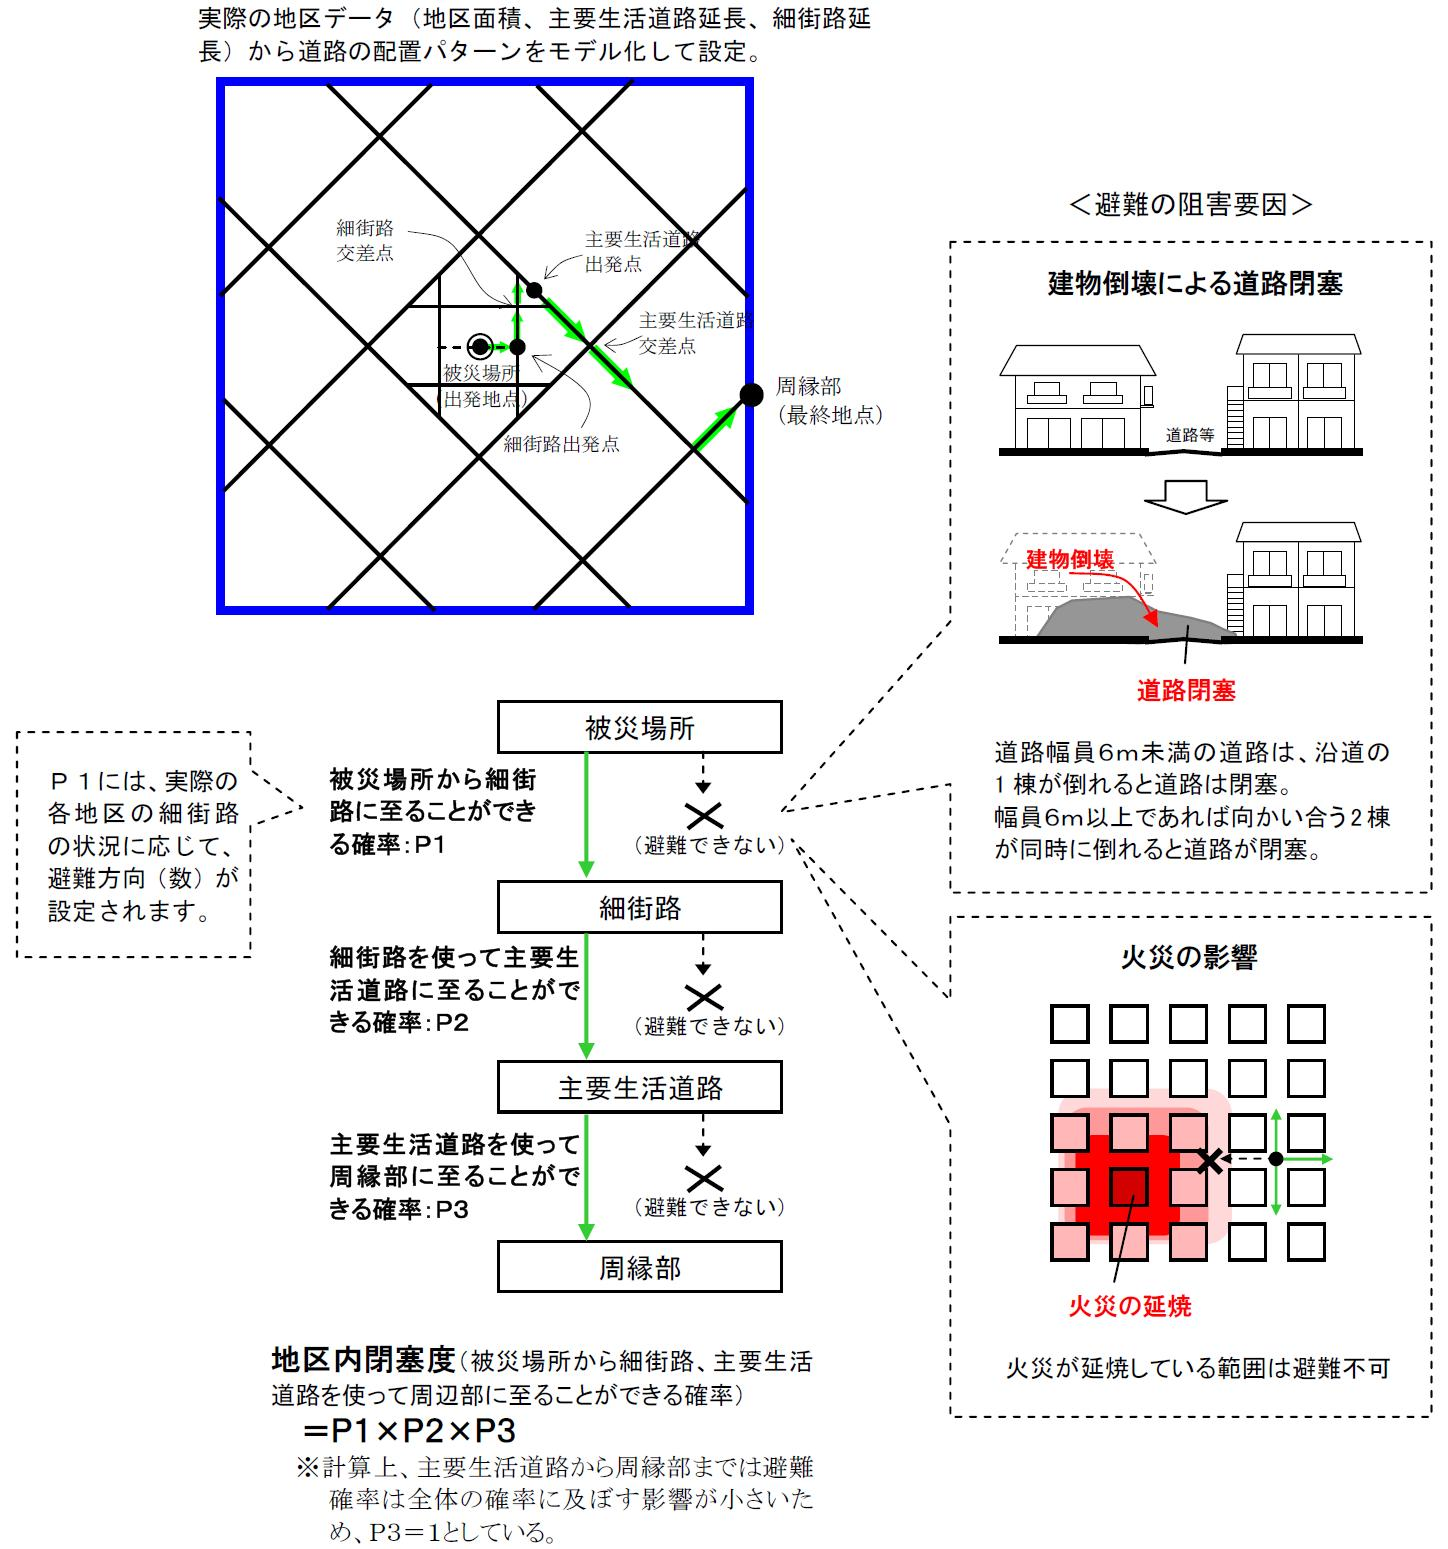 実際の地区データ（地区面積、主要生活道路延長、細街路延
長）から道路の配置パターンをモデル化して設定。
細街路
交差点
主要生活道路
出発点
主要生活道路
交差点
被災場所
（出発地点）
細街路出発点
周縁部
（最終地点）
＜避難の阻害要因＞
建物倒壊による道路閉塞
道路等
建物倒壊
道路閉塞
道路幅員６ｍ未満の道路は、沿道の
１棟が倒れると道路は閉塞。
幅員６ｍ以上であれば向かい合う２棟
が同時に倒れると道路が閉塞。
Ｐ１には、実際の
各地区の細街路
の状況に応じて、
避難方向（数）が
設定されます。
被災場所
被災場所から細街
路に至ることができ
る確率：Ｐ１
（避難できない）
細街路
細街路を使って主要生
活道路に至ることがで
きる確率：Ｐ２
（避難できない）
主要生活道路
主要生活道路を使って
周縁部に至ることがで
きる確率：Ｐ３
（避難できない）
周縁部
火災の影響
火災の延焼
火災が延焼している範囲は避難不可
地区内閉塞度（被災場所から細街路、主要生活
道路を使って周辺部に至ることができる確率）
＝Ｐ１×Ｐ２×Ｐ３
※計算上、主要生活道路から周縁部までは避難
確率は全体の確率に及ぼす影響が小さいた
め、Ｐ３＝１としている。